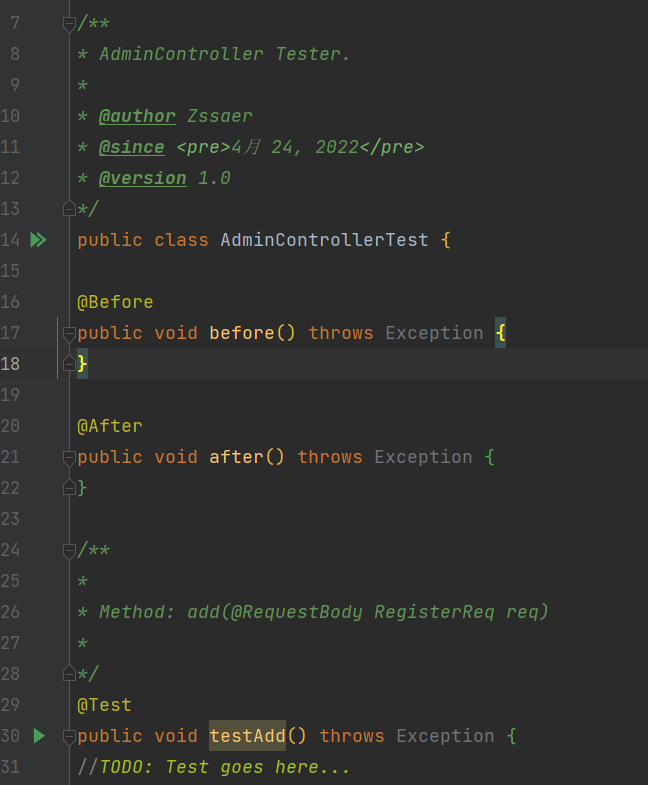 7 /**
8 * AdminController Tester.
9 *
10 * @author Zssaer
11 * @since <pre>4月 24, 2022</pre>
12 * @version 1.0
13 */
14 public class AdminControllerTest {
15
16 @Before
17 public void before() throws Exception {
18 }
19
20 @After
21 public void after() throws Exception {
22 }
23
24 /**
25 *
26 * Method: add(@RequestBody RegisterReq req)
27 *
28 */
29 @Test
30 public void testAdd() throws Exception {
31 //TODO: Test goes here...